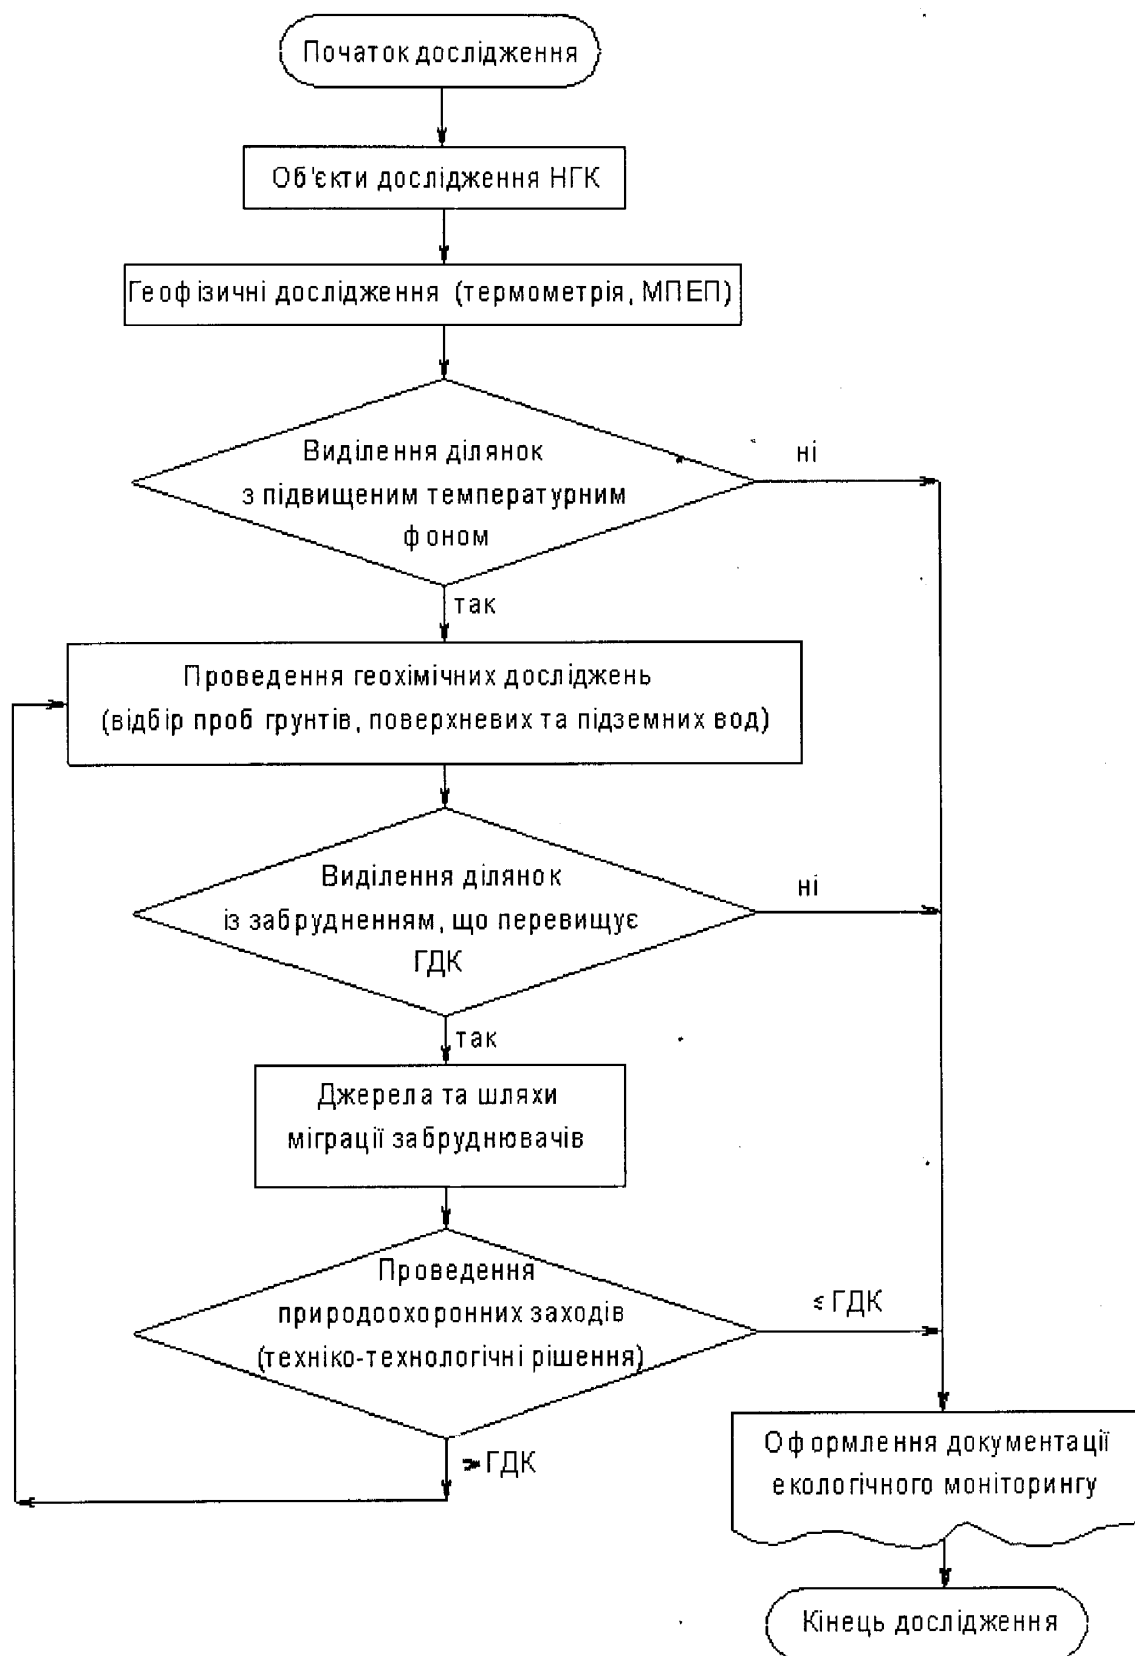 Початок дослідження
Об'єкти дослідження НГК
Геофізичні дослідження (термометрія, МПЕП)
Виділення ділянок
з підвищеним температурним
фоном
ні
так
Проведення геохімічних досліджень
(відбір проб грунтів, поверхневих та підземних вод)
Виділення ділянок
із забрудненням, що перевищує
ГДК
ні
так
Джерела та шляхи
міграції забруднювачів
Проведення
природоохоронних заходів
(техніко-технологічні рішення)
≤ ГДК
> ГДК
Оформлення документації
екологічного моніторингу
Кінець дослідження